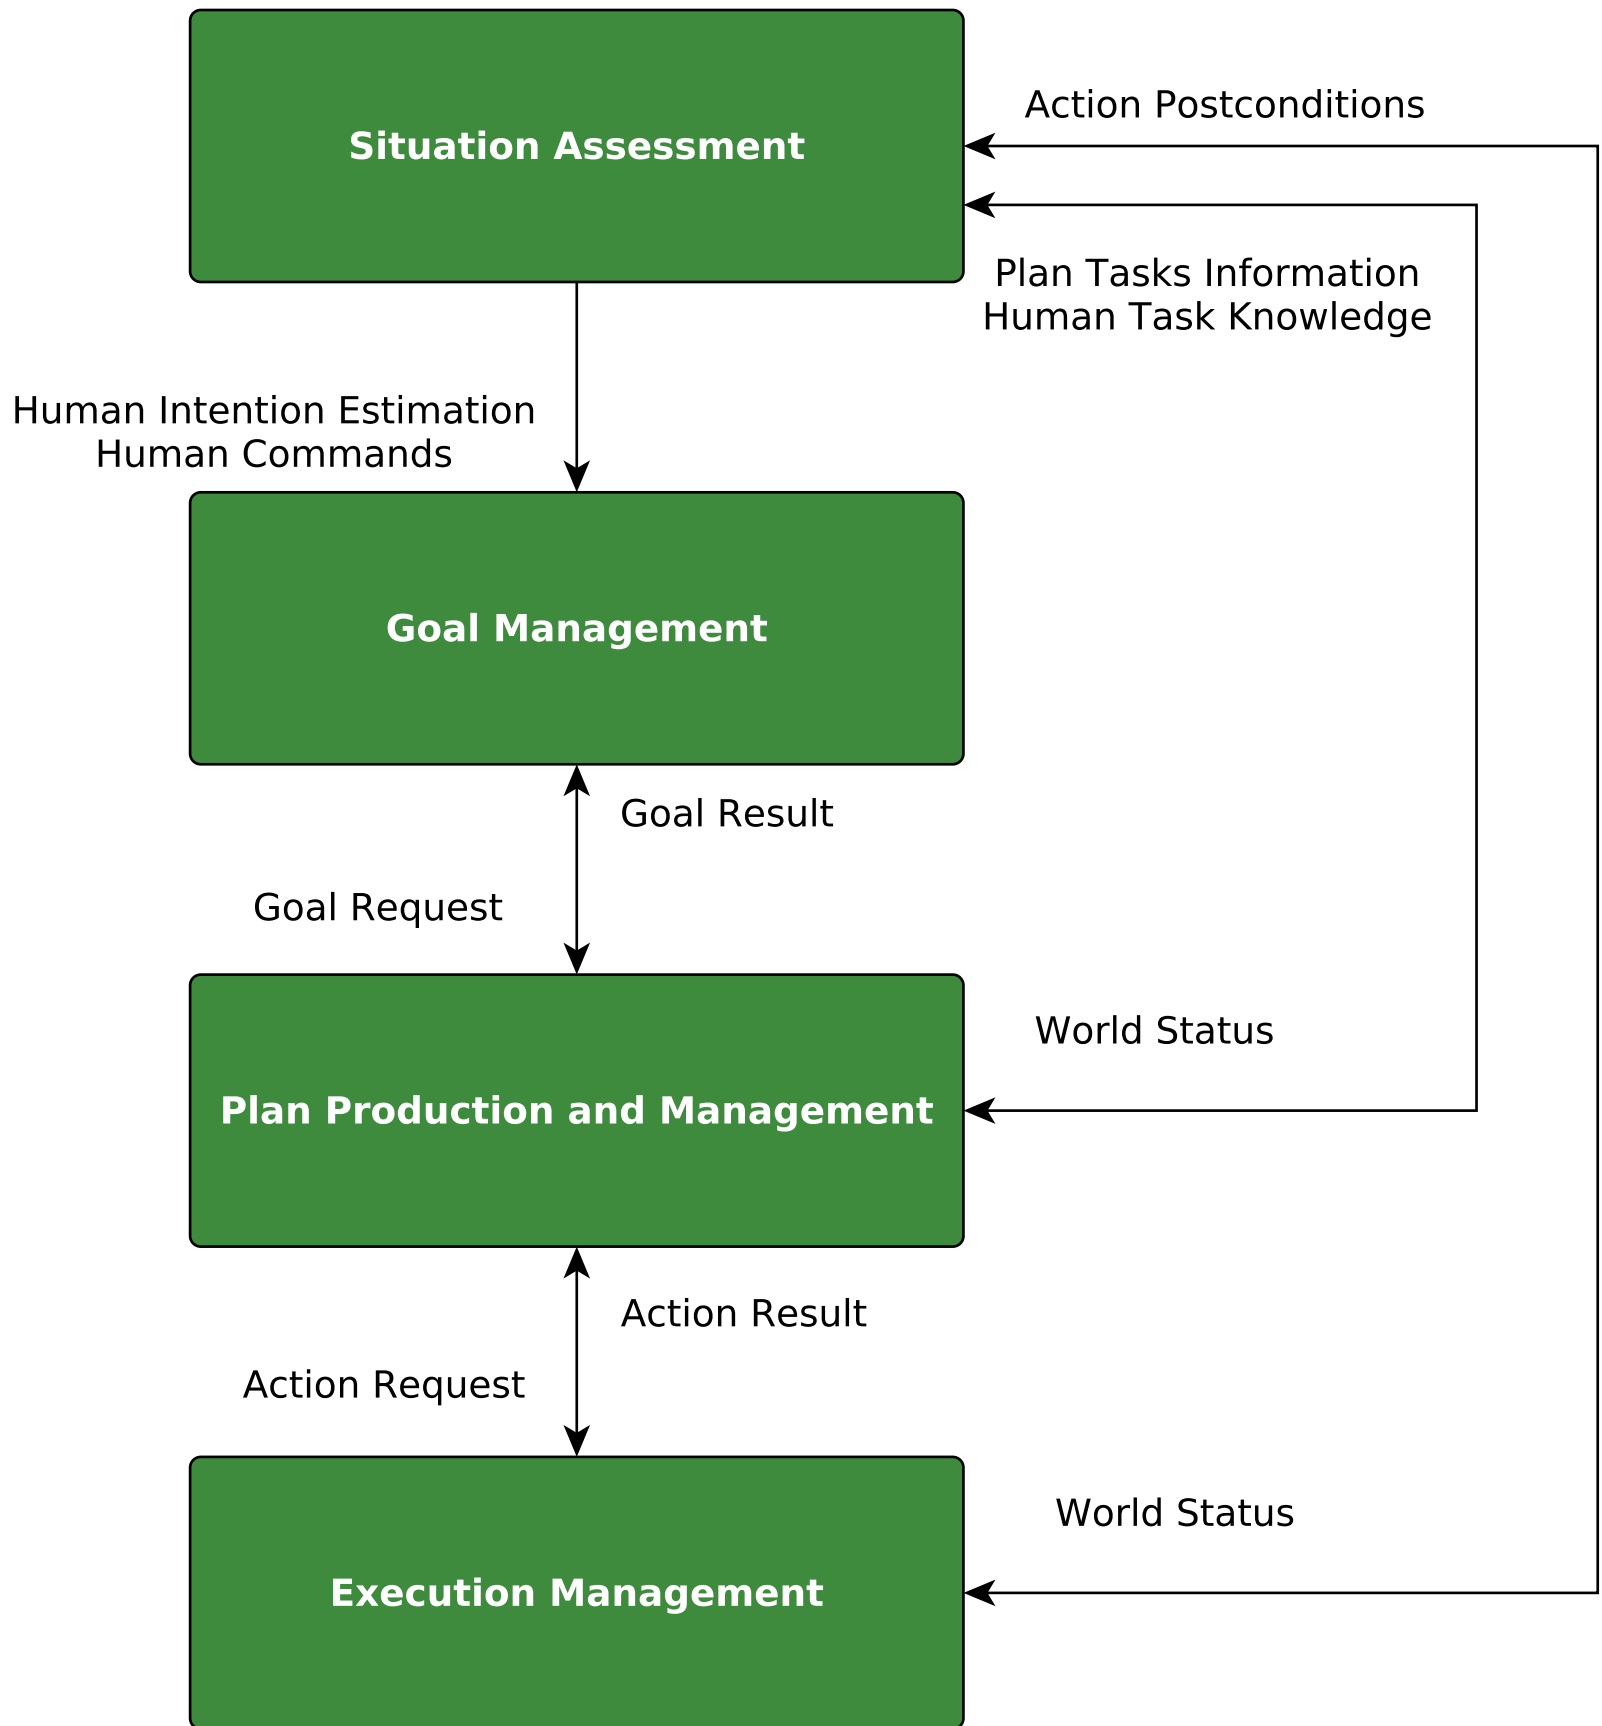 Situation Assessment
Action Postconditions
Plan Tasks Information
Human Task Knowledge
Human Intention Estimation
Human Commands
Goal Management
Goal Result
Goal Request
World Status
Plan Production and Management
Action Result
Action Request
World Status
Execution Management